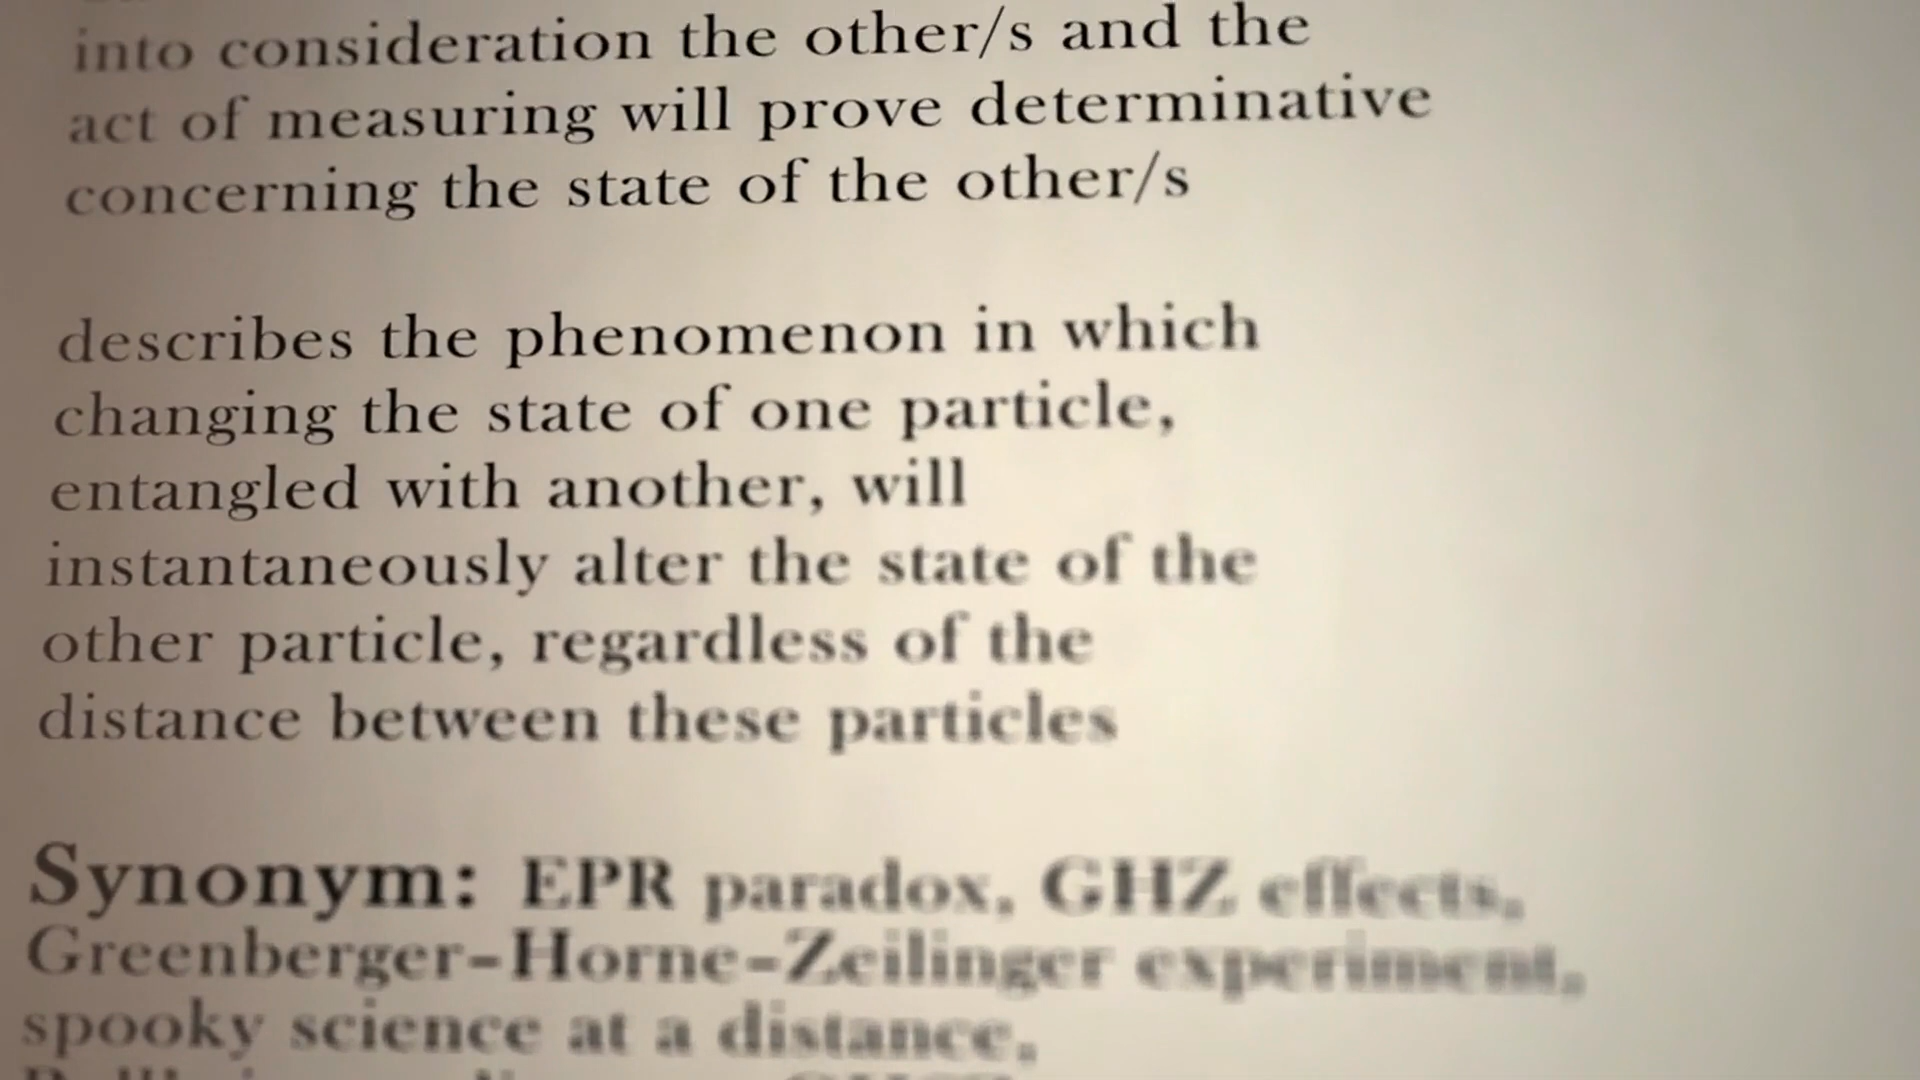 into consideration the other/s and the
act of measuring will prove determinative
concerning the state of the other/s
describes the phenomenon in which
changing the state of one particle,
entangled with another, will
instantaneously alter the state of the
other particle, regardless of the
distance between these particles
Synonym: EPR paradox, GHZ effects,
Greenberger-Horne-Zeilinger experiment,
spooky science at a distance,